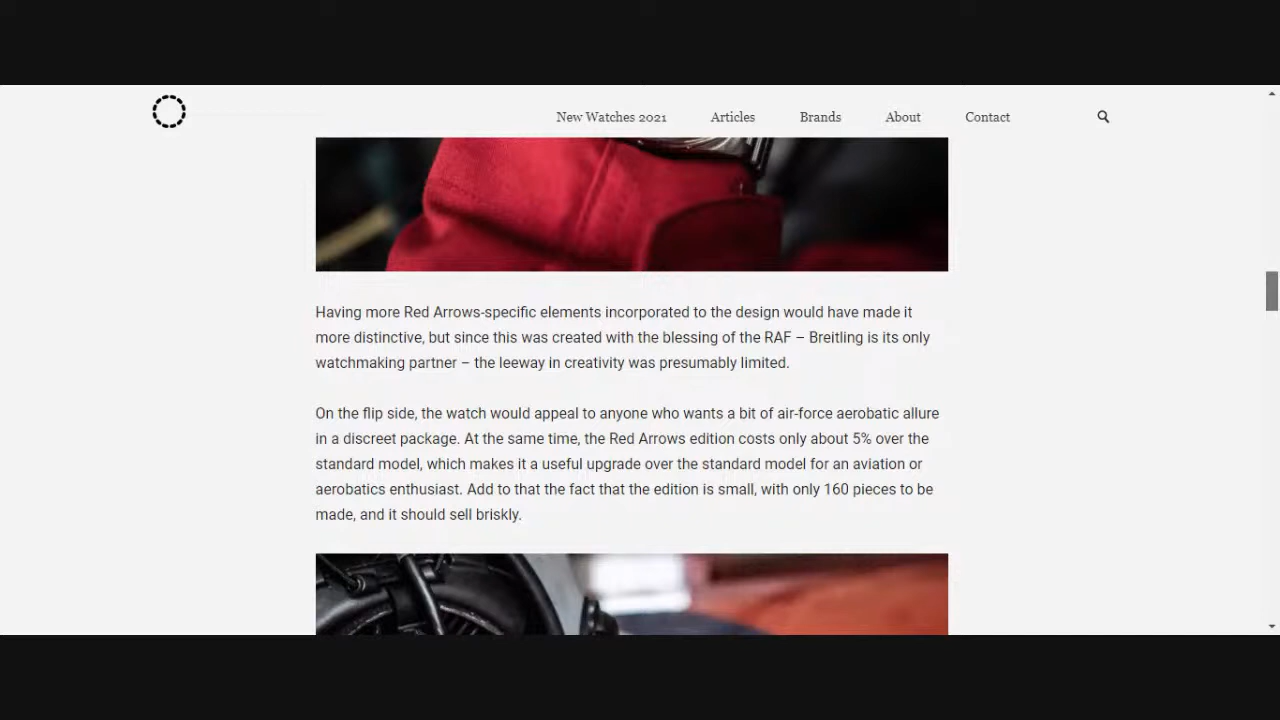 New Watches 2021 Articles Brands About Contact
Having more Red Arrows-specific elements incorporated to the design would have made it
more distinctive, but since this was created with the blessing of the RAF – Breitling is its only
watchmaking partner – the leeway in creativity was presumably limited.
On the flip side, the watch would appeal to anyone who wants a bit of air-force aerobatic allure
in a discreet package. At the same time, the Red Arrows edition costs only about 5% over the
standard model, which makes it a useful upgrade over the standard model for an aviation or
aerobatics enthusiast. Add to that the fact that the edition is small, with only 160 pieces to be
made, and it should sell briskly.